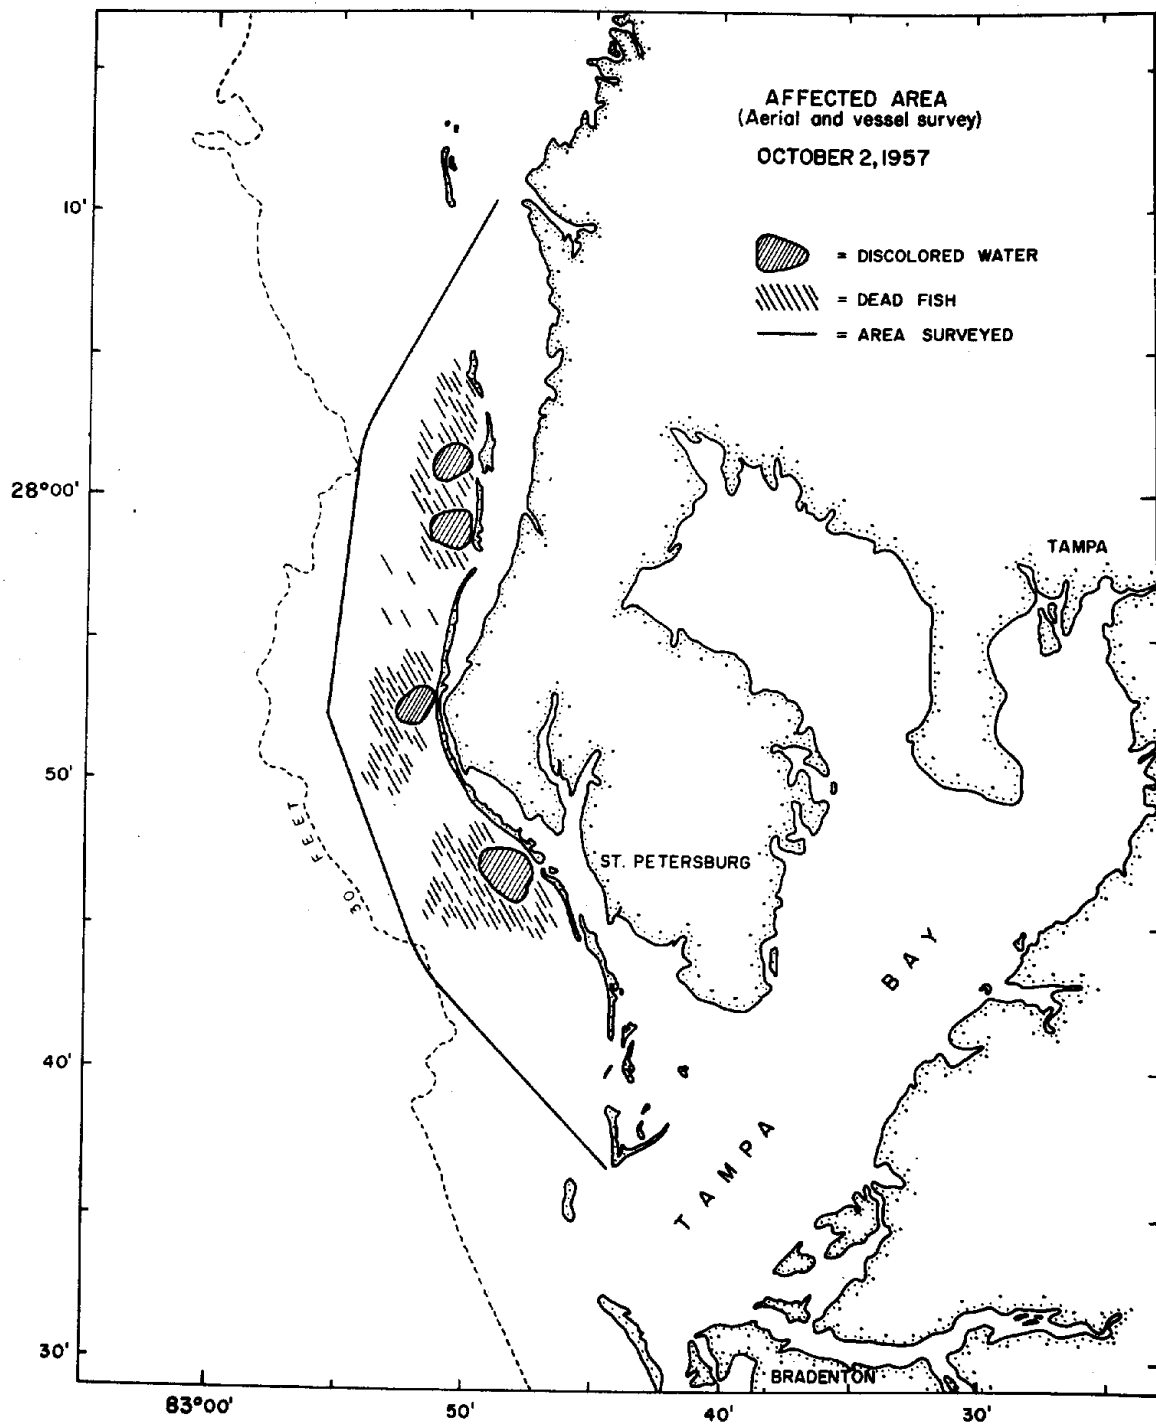 AFFECTED AREA
(Aerial and vessel survey)
OCTOBER 2, 1957
= DISCOLORED WATER
= DEAD FISH
= AREA SURVEYED
10'
28°00'
50'
40'
30'
TAMPA
ST. PETERSBURG
30 FEET
TAMPA BAY
BRADENTON
83°00'
50'
40'
30'